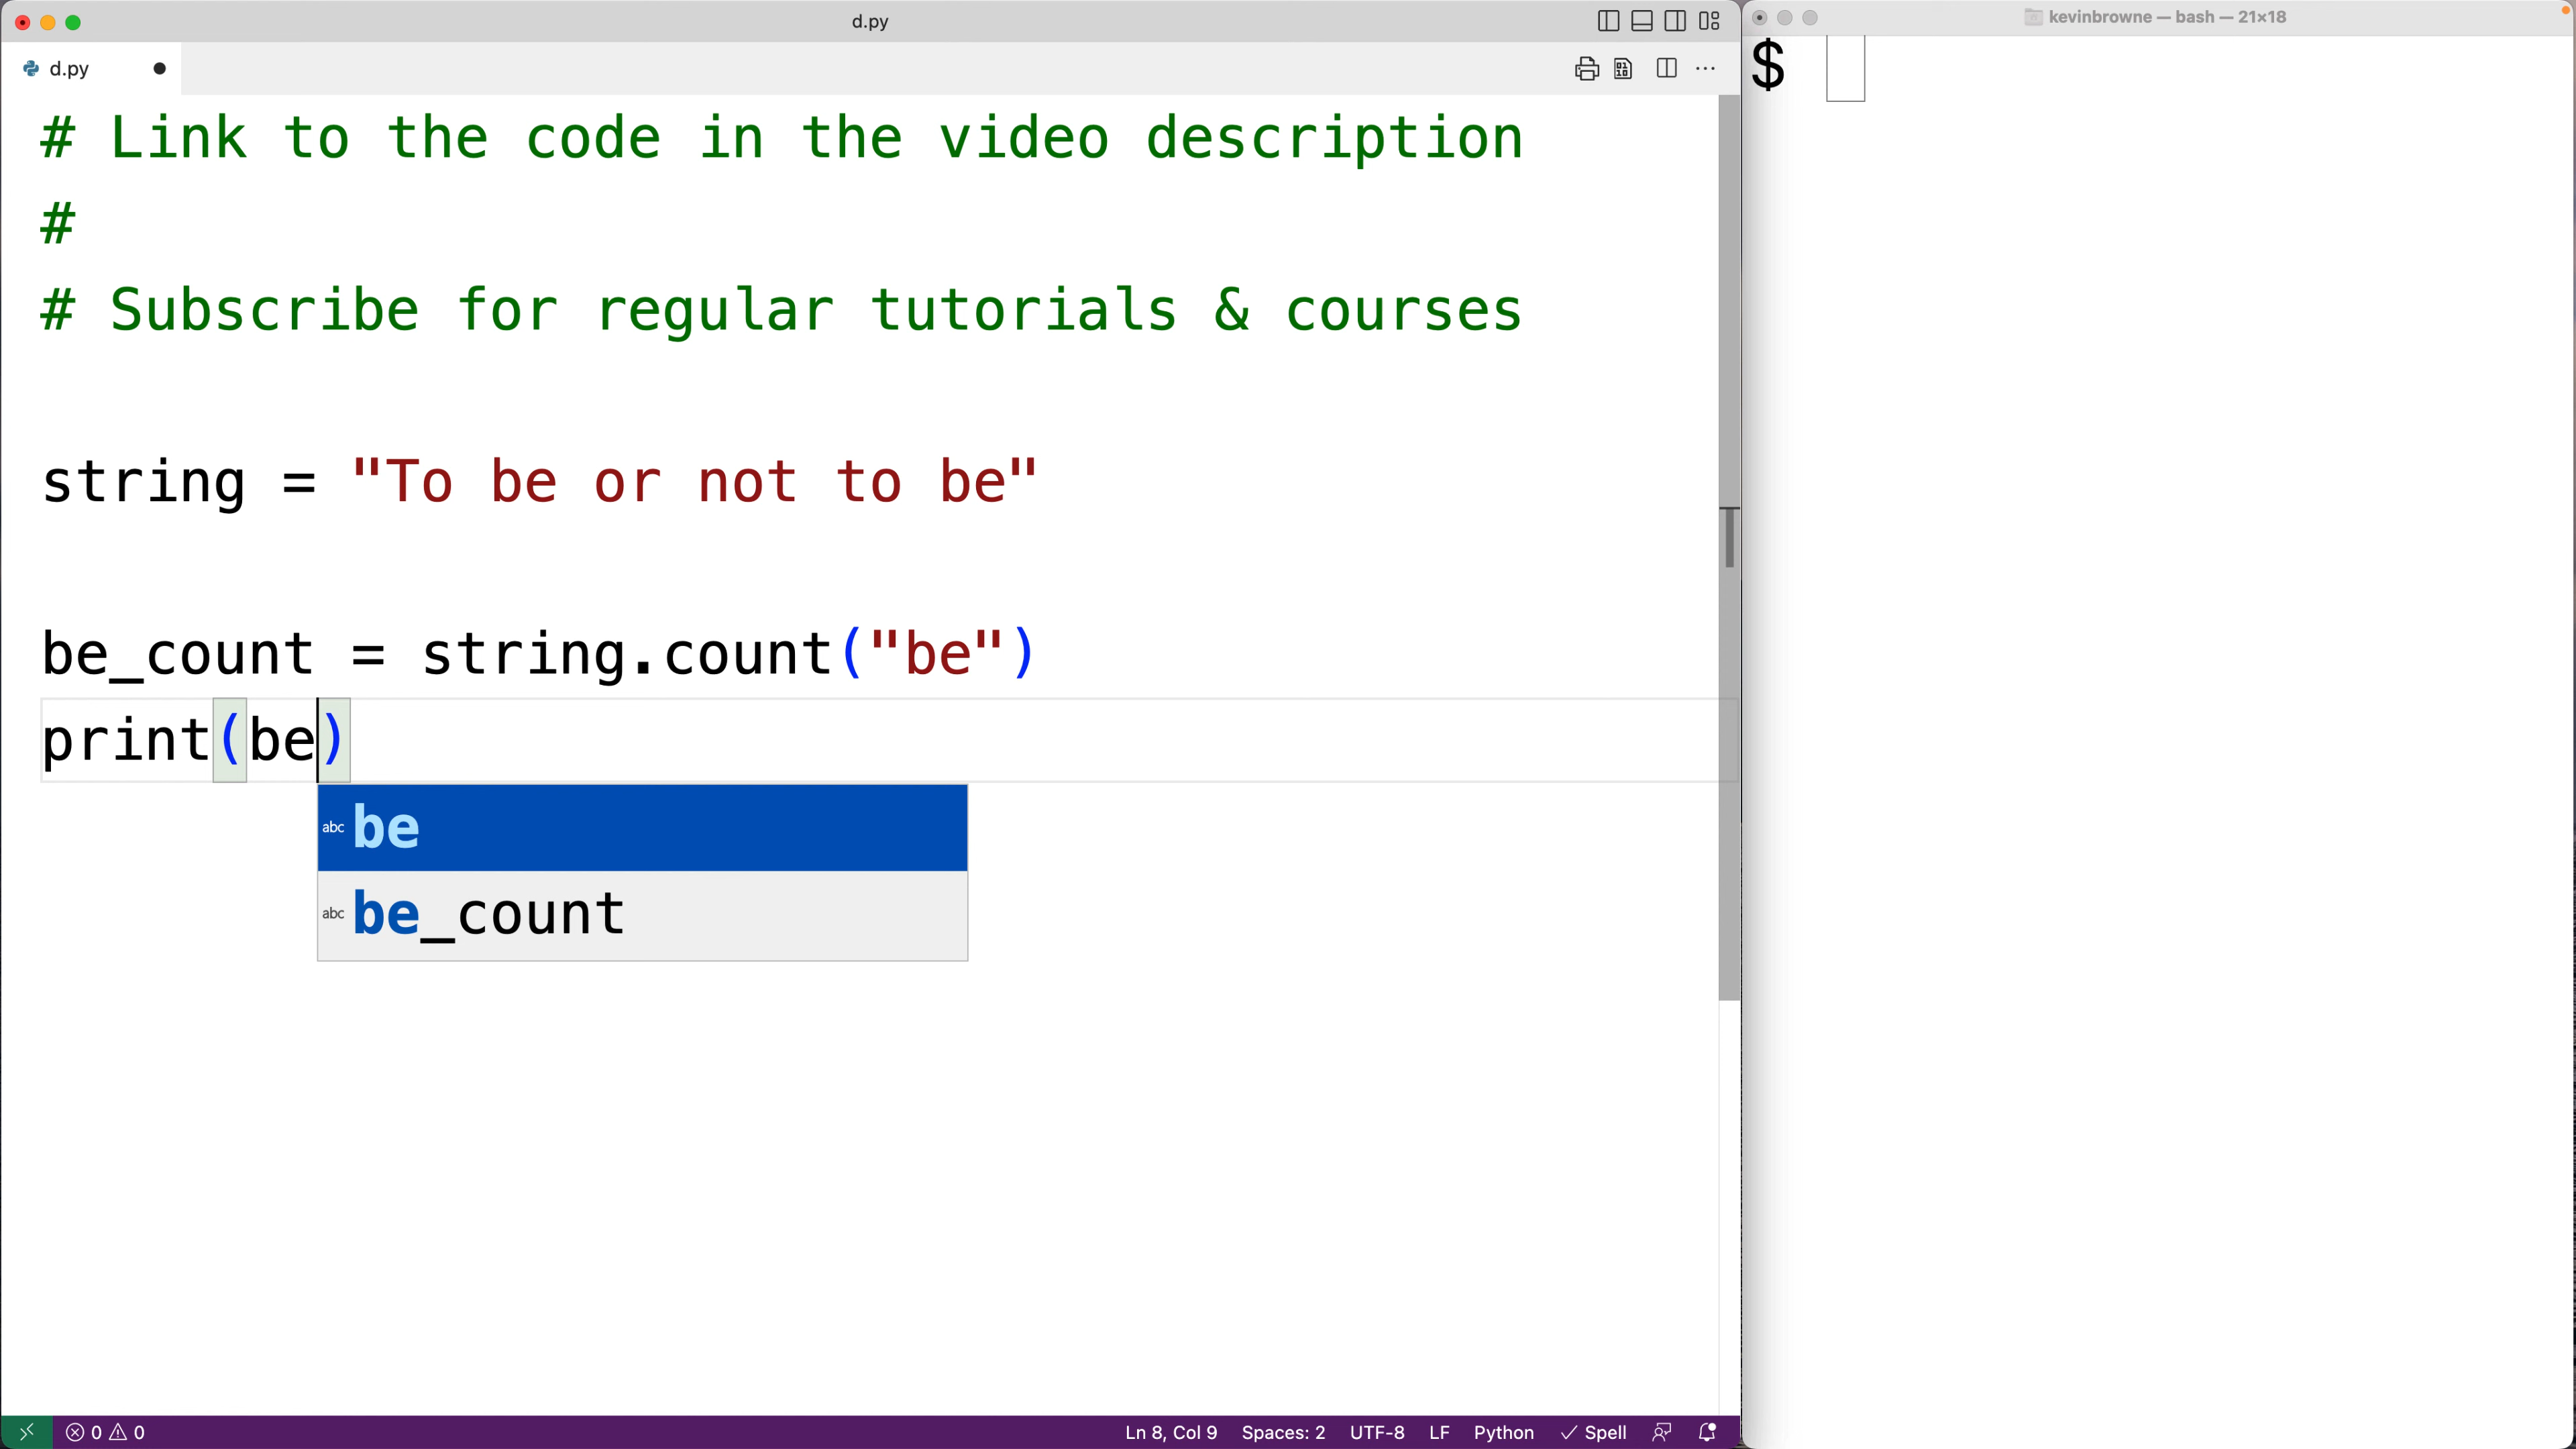 d.py
kevinbrowne — bash — 21×18
d.py
$
# Link to the code in the video description
#
# Subscribe for regular tutorials & courses
string = "To be or not to be"
be_count = string.count("be")
print(be)
abc be
abc be_count
0 0 Ln 8, Col 9 Spaces: 2 UTF-8 LF Python Spell